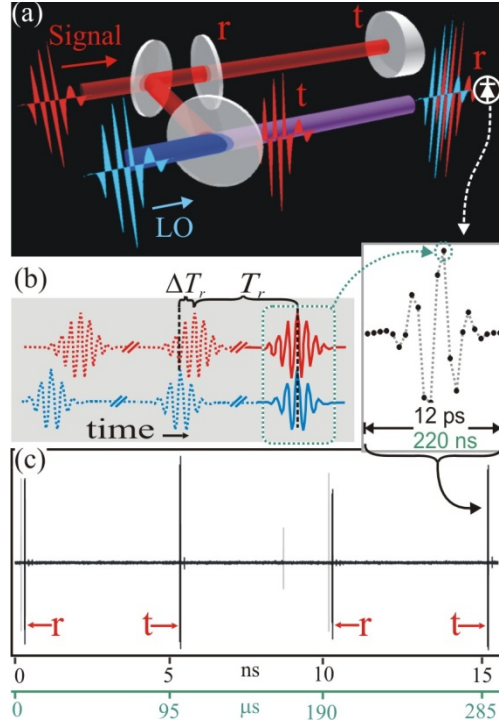 (a)
Signal
r
t
r
t
LO
(b)
ΔTr
Tr
time
12 ps
220 ns
(c)
r
t
r
t
0
5
ns
10
15
0
95
μs
190
285